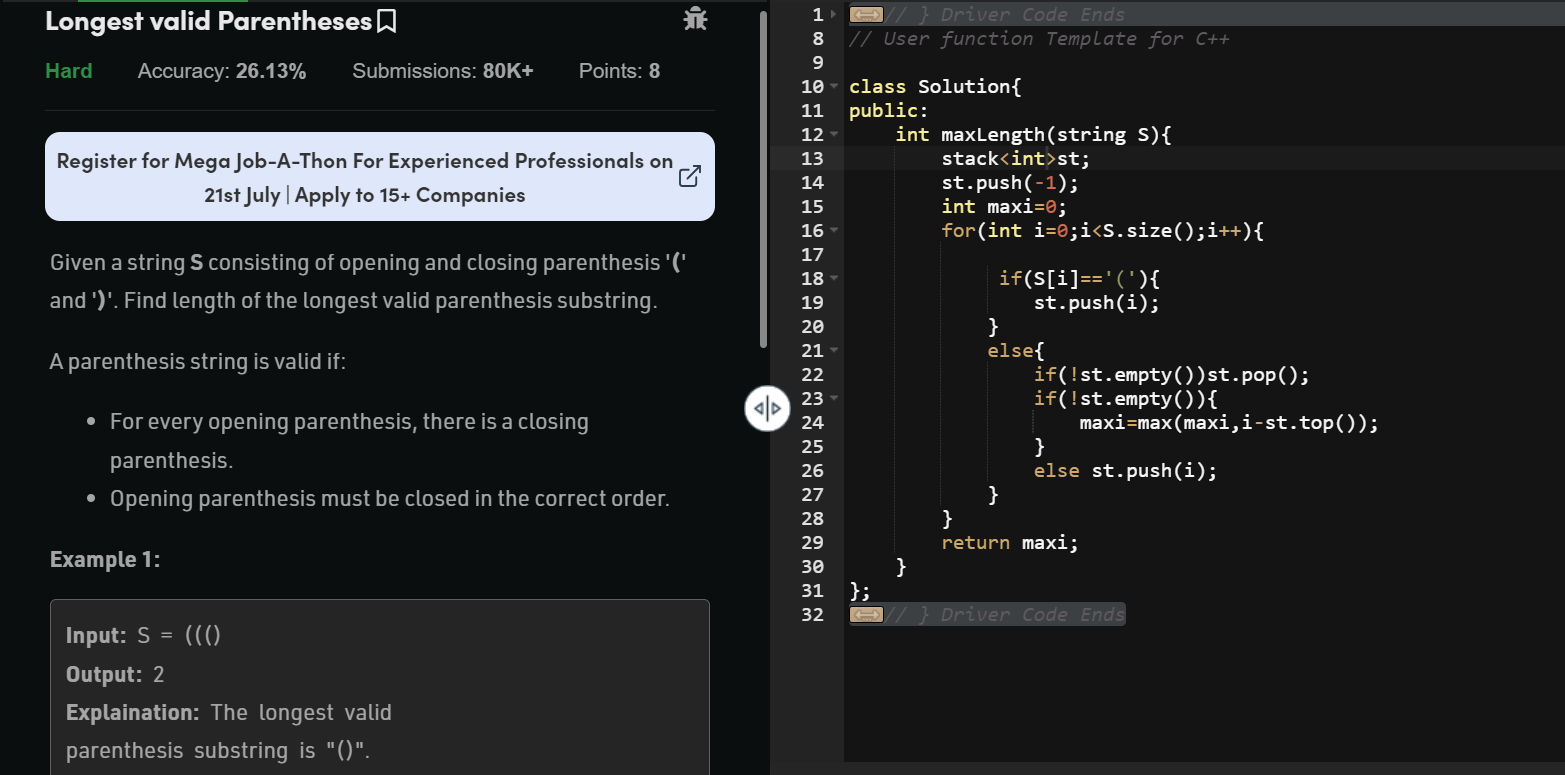 Longest valid Parentheses
Hard Accuracy: 26.13% Submissions: 80K+ Points: 8
Register for Mega Job-A-Thon For Experienced Professionals on
21st July | Apply to 15+ Companies
Given a string S consisting of opening and closing parenthesis '('
and ')'. Find length of the longest valid parenthesis substring.
A parenthesis string is valid if:
• For every opening parenthesis, there is a closing
parenthesis.
• Opening parenthesis must be closed in the correct order.
Example 1:
Input: S = ((()
Output: 2
Explaination: The longest valid
parenthesis substring is "()".
1 // } Driver Code Ends
8 // User function Template for C++
9
10 class Solution{
11 public:
12     int maxLength(string S){
13         stack<int>st;
14         st.push(-1);
15         int maxi=0;
16         for(int i=0;i<S.size();i++){
17
18              if(S[i]=='('){
19                 st.push(i);
20             }
21             else{
22                 if(!st.empty())st.pop();
23                 if(!st.empty()){
24                     maxi=max(maxi,i-st.top());
25                 }
26                 else st.push(i);
27             }
28         }
29         return maxi;
30     }
31 };
32 // } Driver Code Ends